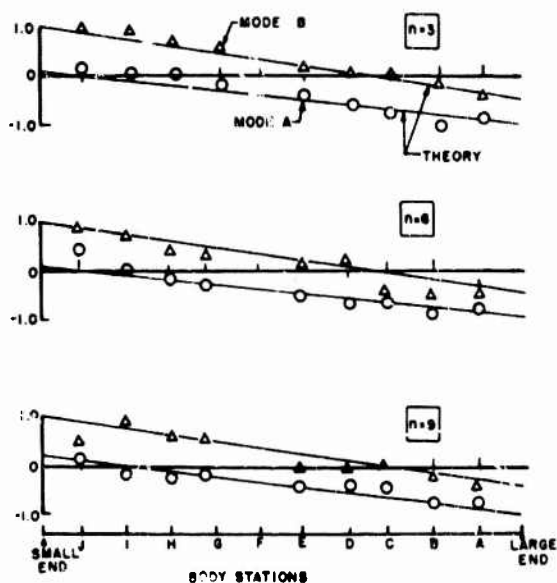 1.0
0
-1.0
MODE B
MODE A
THEORY
n=3
1.0
0
-1.0
n=6
1.0
0
-1.0
n=9
SMALL END
J I H G F E D C B A
LARGE END
BODY STATIONS